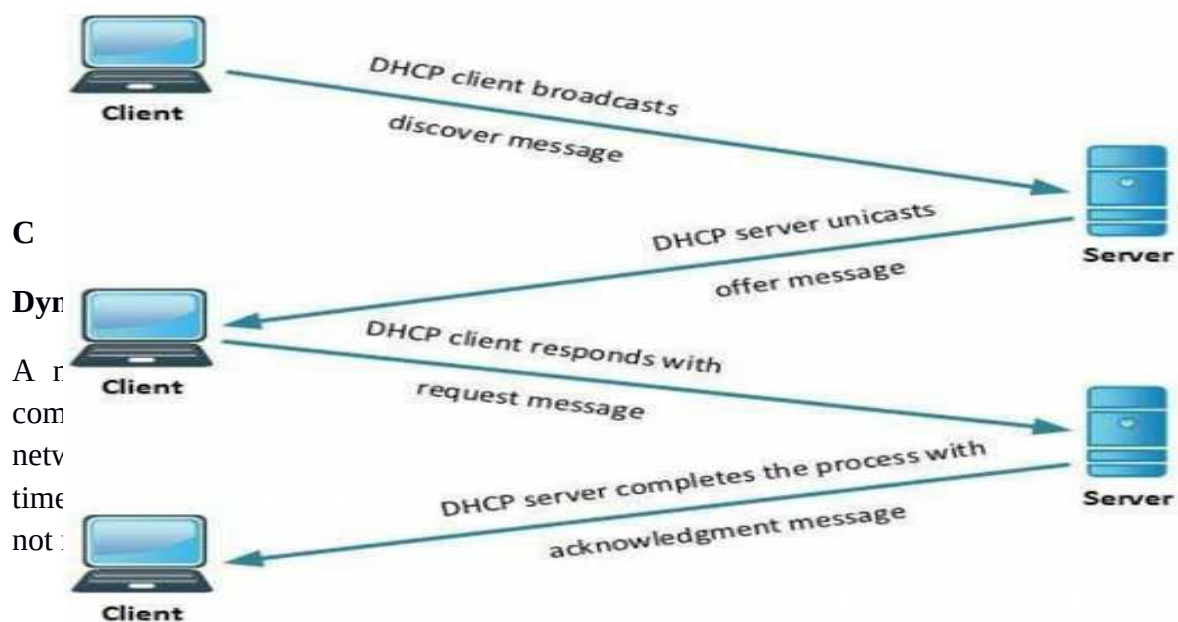 Client
DHCP client broadcasts
discover message
Server
C
DHCP server unicasts
offer message
Dyn
Client
DHCP client responds with
request message
A
com
netw
time
not
Server
DHCP server completes the process with
acknowledgment message
Client